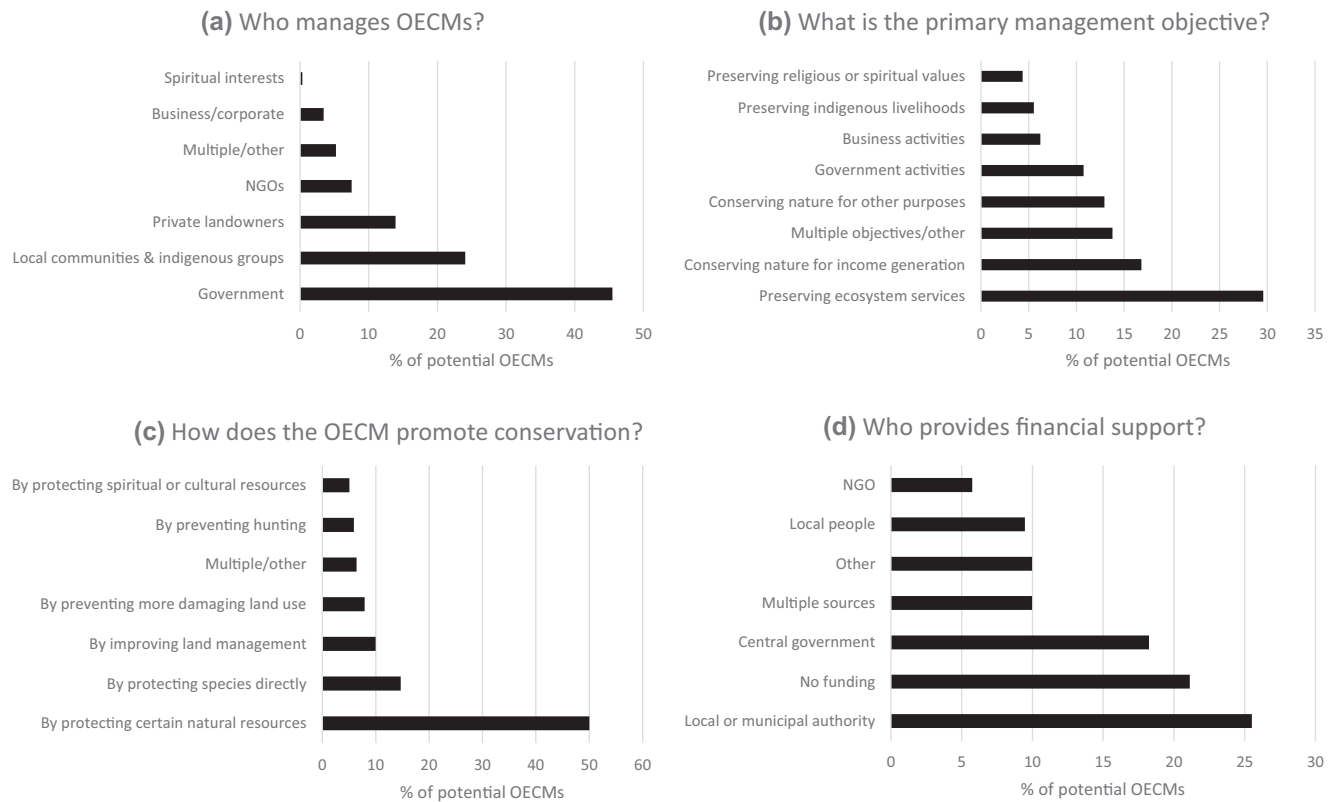 (a) Who manages OECMs?
Spiritual interests
Business/corporate
Multiple/other
NGOs
Private landowners
Local communities & indigenous groups
Government
0 10 20 30 40 50
% of potential OECMs
(b) What is the primary management objective?
Preserving religious or spiritual values
Preserving indigenous livelihoods
Business activities
Government activities
Conserving nature for other purposes
Multiple objectives/other
Conserving nature for income generation
Preserving ecosystem services
0 5 10 15 20 25 30 35
% of potential OECMs
(c) How does the OECM promote conservation?
By protecting spiritual or cultural resources
By preventing hunting
Multiple/other
By preventing more damaging land use
By improving land management
By protecting species directly
By protecting certain natural resources
0 10 20 30 40 50 60
% of potential OECMs
(d) Who provides financial support?
NGO
Local people
Other
Multiple sources
Central government
No funding
Local or municipal authority
0 5 10 15 20 25 30
% of potential OECMs